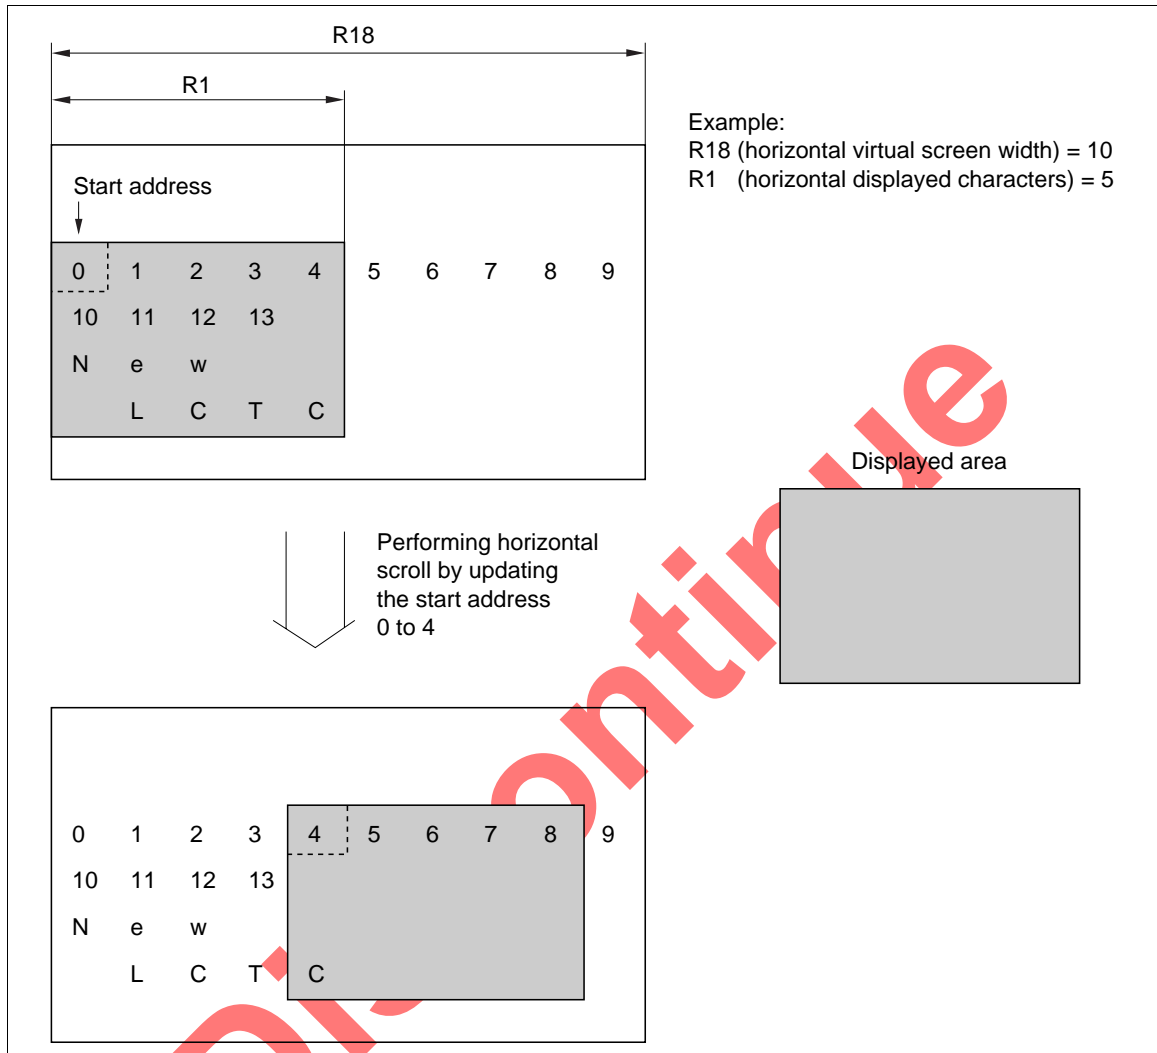 R18
R1
Example:
R18 (horizontal virtual screen width) = 10
R1 (horizontal displayed characters) = 5
Start address
0 1 2 3 4 5 6 7 8 9
10 11 12 13
N e w
L C T C
Displayed area
Performing horizontal
scroll by updating
the start address
0 to 4
0 1 2 3 4 5 6 7 8 9
10 11 12 13
N e w
L C T C
Discontinue